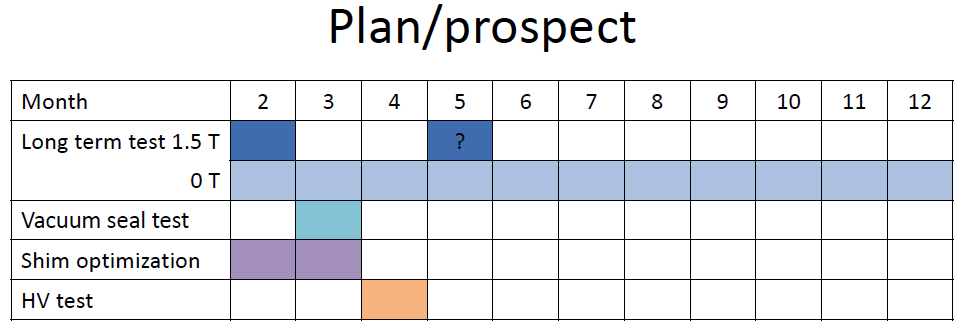 Plan/prospect
Month 2 3 4 5 6 7 8 9 10 11 12
Long term test 1.5 T ?
0 T
Vacuum seal test
Shim optimization
HV test